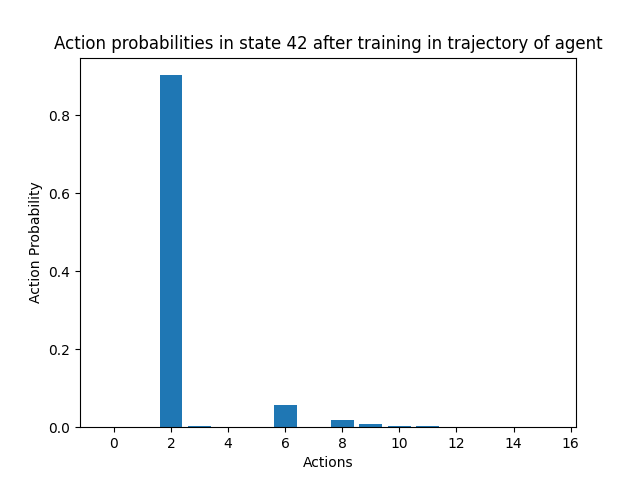 Action probabilities in state 42 after training in trajectory of agent
0.8
0.6
0.4
0.2
0.0
Action Probability
0 2 4 6 8 10 12 14 16
Actions